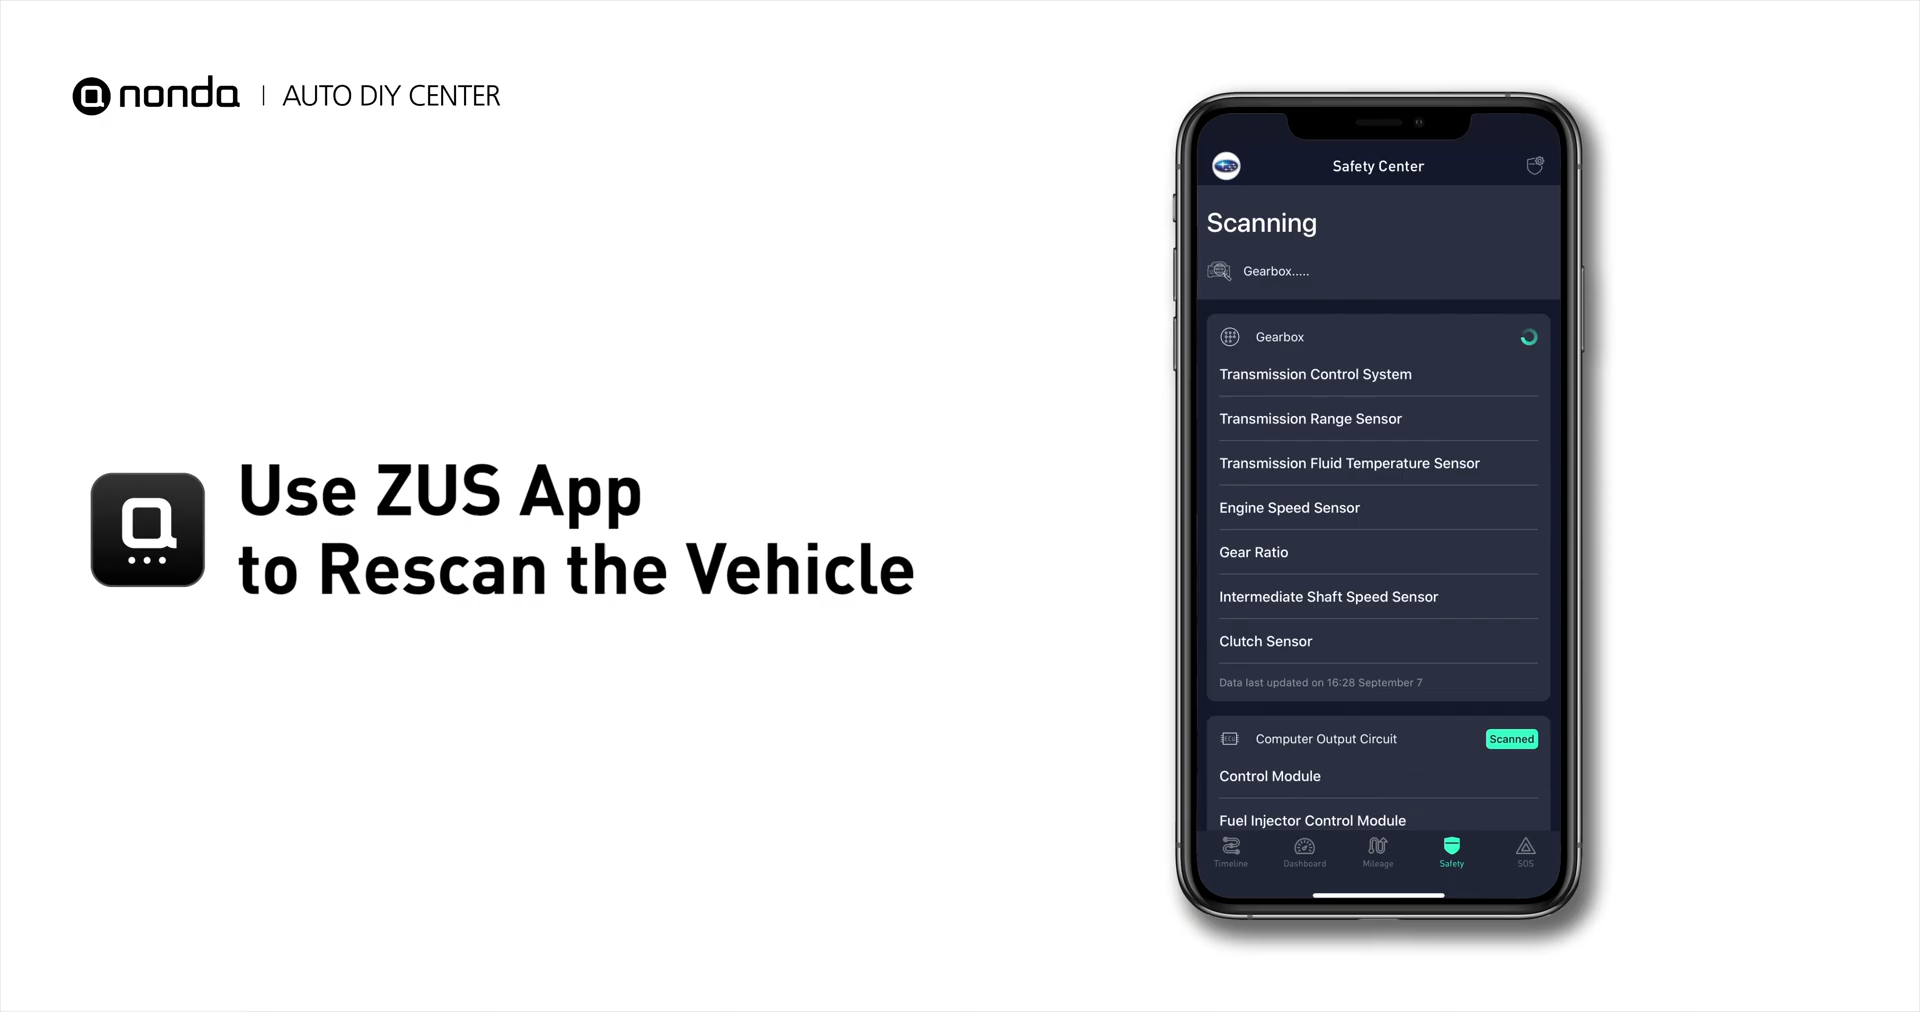 nonda | AUTO DIY CENTER
Use ZUS App
to Rescan the Vehicle
Safety Center
Scanning
Gearbox.....
Gearbox
Transmission Control System
Transmission Range Sensor
Transmission Fluid Temperature Sensor
Engine Speed Sensor
Gear Ratio
Intermediate Shaft Speed Sensor
Clutch Sensor
Data last updated on 16:28 September 7
ECU
Computer Output Circuit
Scanned
Control Module
Fuel Injector Control Module
Timeline
Dashboard
Mileage
Safety
SOS